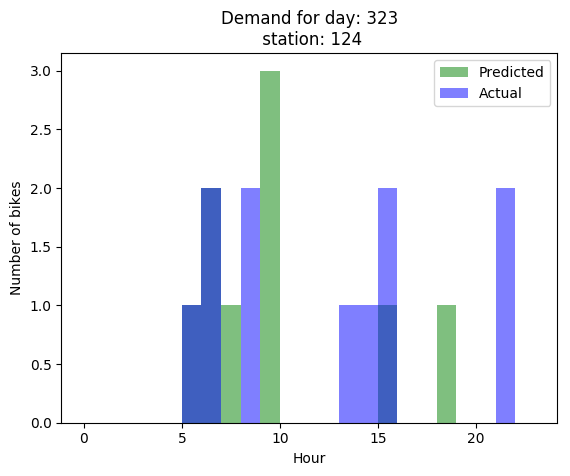 Demand for day: 323
station: 124
Predicted
Actual
3.0
2.5
2.0
1.5
1.0
0.5
0.0
Number of bikes
0 5 10 15 20
Hour